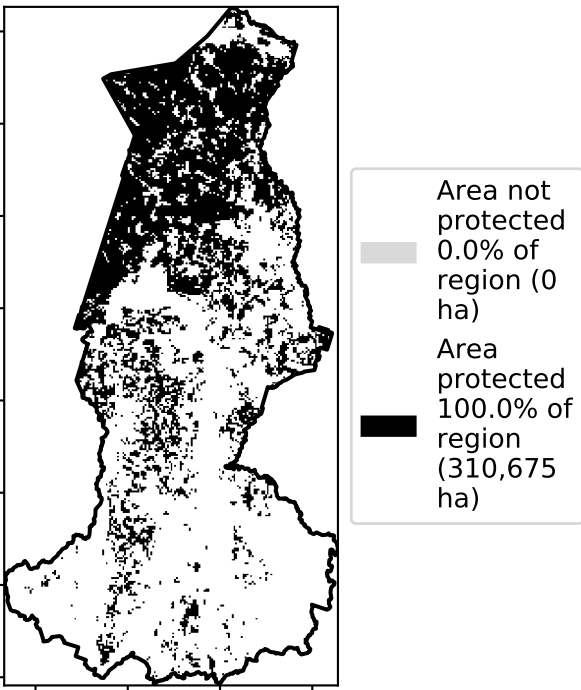 Area not
protected
0.0% of
region (0
ha)
Area
protected
100.0% of
region
(310,675
ha)